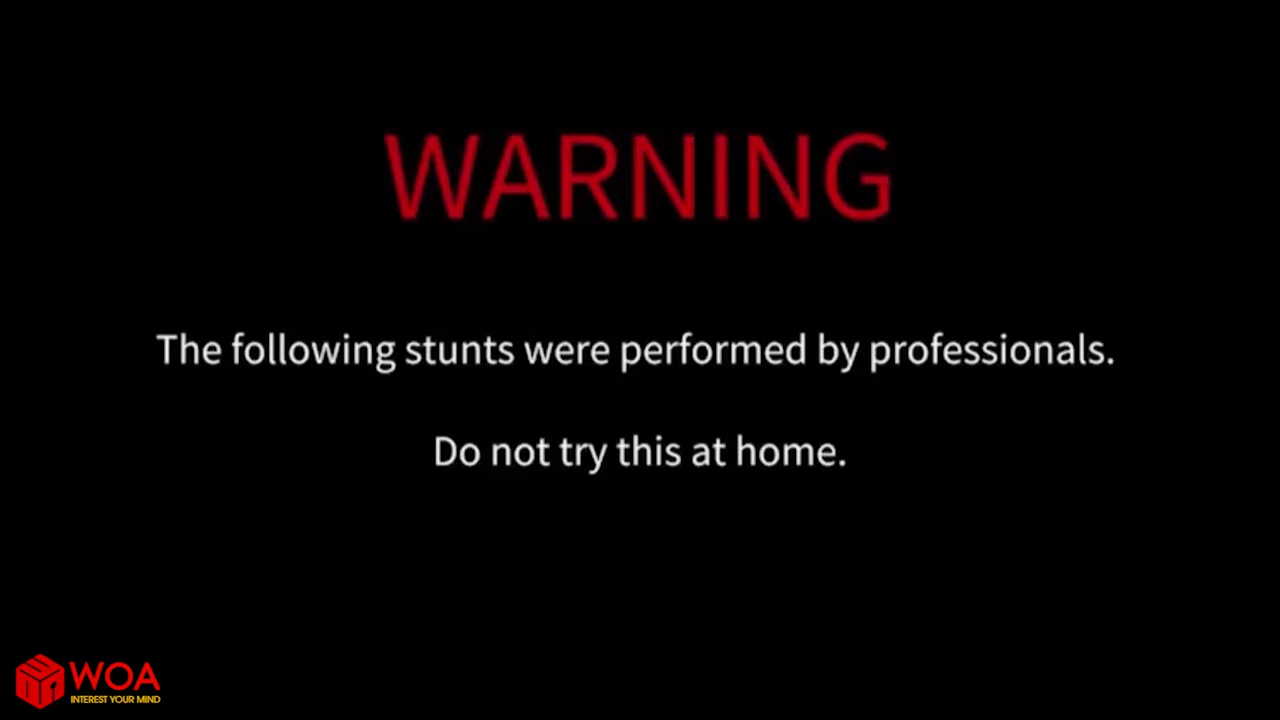 WARNING
The following stunts were performed by professionals.
Do not try this at home.
WOA
INTEREST YOUR MIND